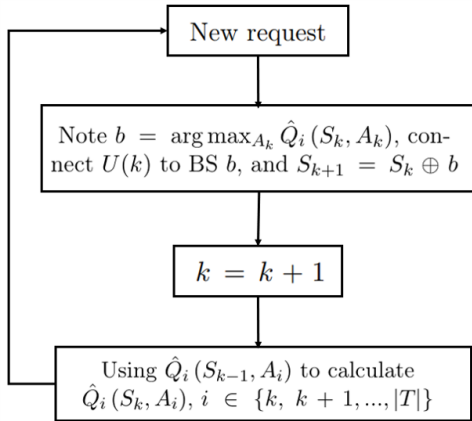 New request
Note b = arg max_{A_k} Q̂_i (S_k, A_k), con-
nect U(k) to BS b, and S_{k+1} = S_k ⊕ b
k = k + 1
Using Q̂_i (S_{k−1}, A_i) to calculate
Q̂_i (S_k, A_i), i ∈ {k, k + 1,...,|T|}